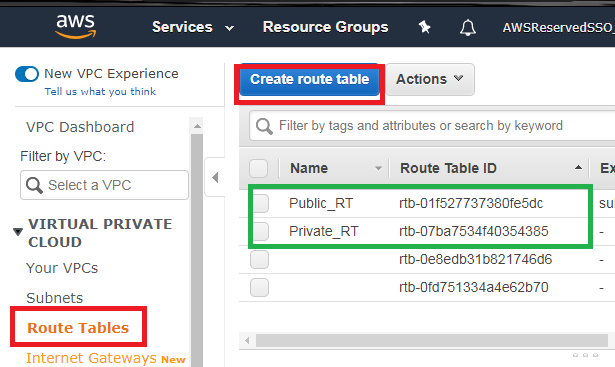 aws
Services
Resource Groups
AWSReservedSSO_
New VPC Experience
Tell us what you think
VPC Dashboard
Filter by VPC:
Select a VPC
VIRTUAL PRIVATE
CLOUD
Your VPCs
Subnets
Route Tables
Internet Gateways New
Create route table
Actions
Filter by tags and attributes or search by keyword
Name
Route Table ID
Ex
Public_RT
rtb-01f527737380fe5dc
su
Private_RT
rtb-07ba7534f40354385
-
rtb-0e8edb31b821746d6
-
rtb-0fd751334a4e62b70
-